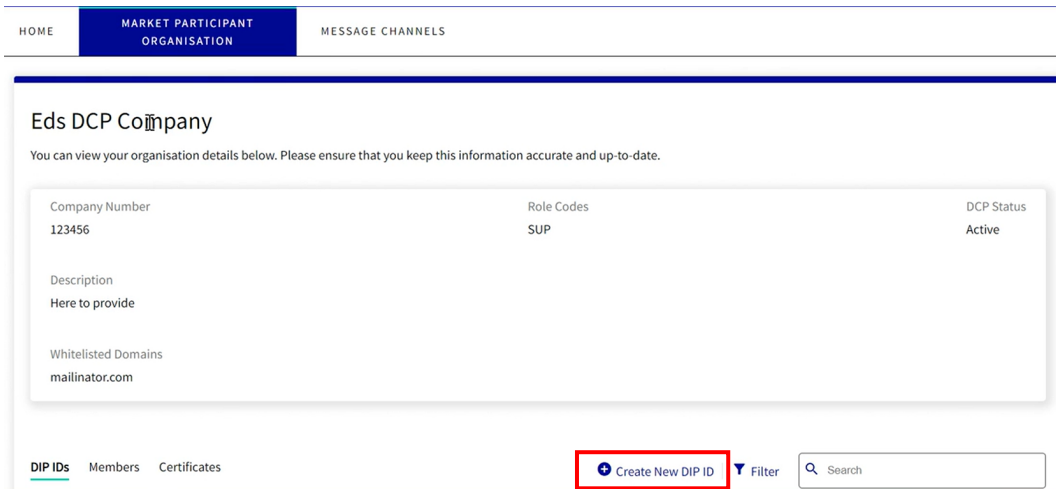 HOME
MARKET PARTICIPANT
ORGANISATION
MESSAGE CHANNELS
Eds DCP Company
You can view your organisation details below. Please ensure that you keep this information accurate and up-to-date.
Company Number
Role Codes
DCP Status
123456
SUP
Active
Description
Here to provide
Whitelisted Domains
mailinator.com
DIP IDs
Members
Certificates
Create New DIP ID
Filter
Search